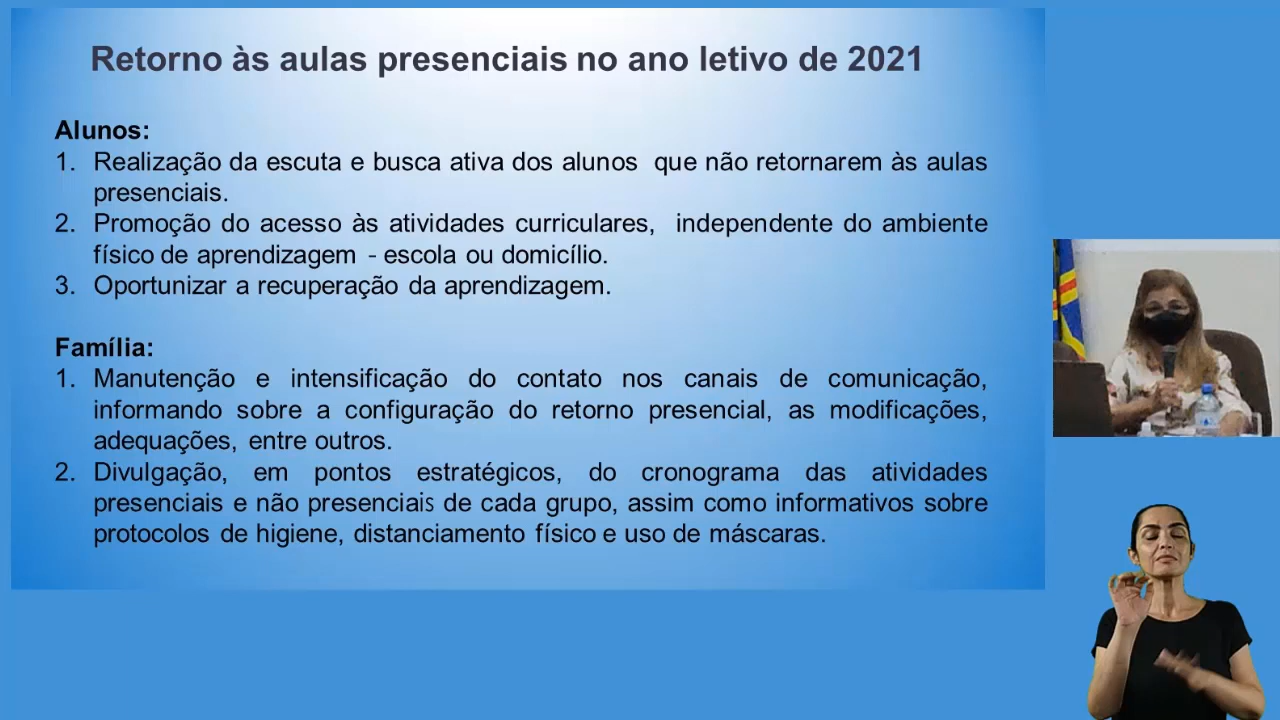 Retorno às aulas presenciais no ano letivo de 2021
Alunos:
1. Realização da escuta e busca ativa dos alunos que não retornarem às aulas
presenciais.
2. Promoção do acesso às atividades curriculares, independente do ambiente
físico de aprendizagem - escola ou domicílio.
3. Oportunizar a recuperação da aprendizagem.
Família:
1. Manutenção e intensificação do contato nos canais de comunicação,
informando sobre a configuração do retorno presencial, as modificações,
adequações, entre outros.
2. Divulgação, em pontos estratégicos, do cronograma das atividades
presenciais e não presenciais de cada grupo, assim como informativos sobre
protocolos de higiene, distanciamento físico e uso de máscaras.